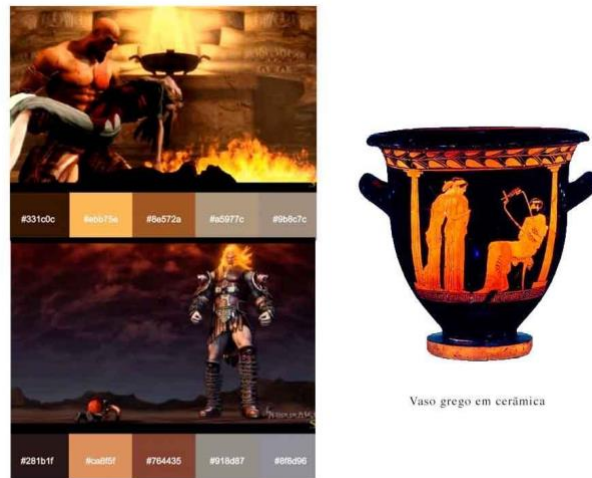 #331c0c #ebb75e #8e572a #a5977c #9b8c7c
Vaso grego em cerâmica
#281b1f #ca8f5f #764435 #918d87 #8f8d96